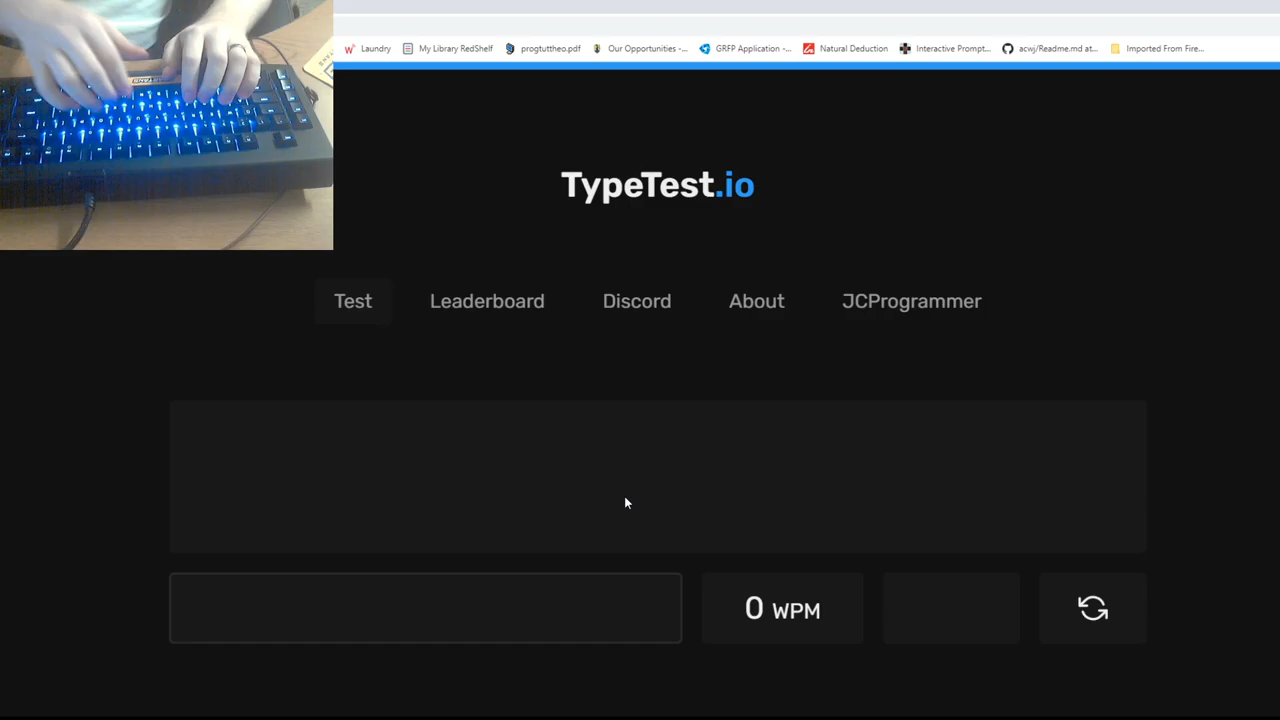 Laundry My Library RedShelf progtuttheo.pdf Our Opportunities -... GRFP Application -... Natural Deduction Interactive Prompt... acwj/Readme.md at... Imported From Fire...
TypeTest.io
Test Leaderboard Discord About JCProgrammer
0 WPM